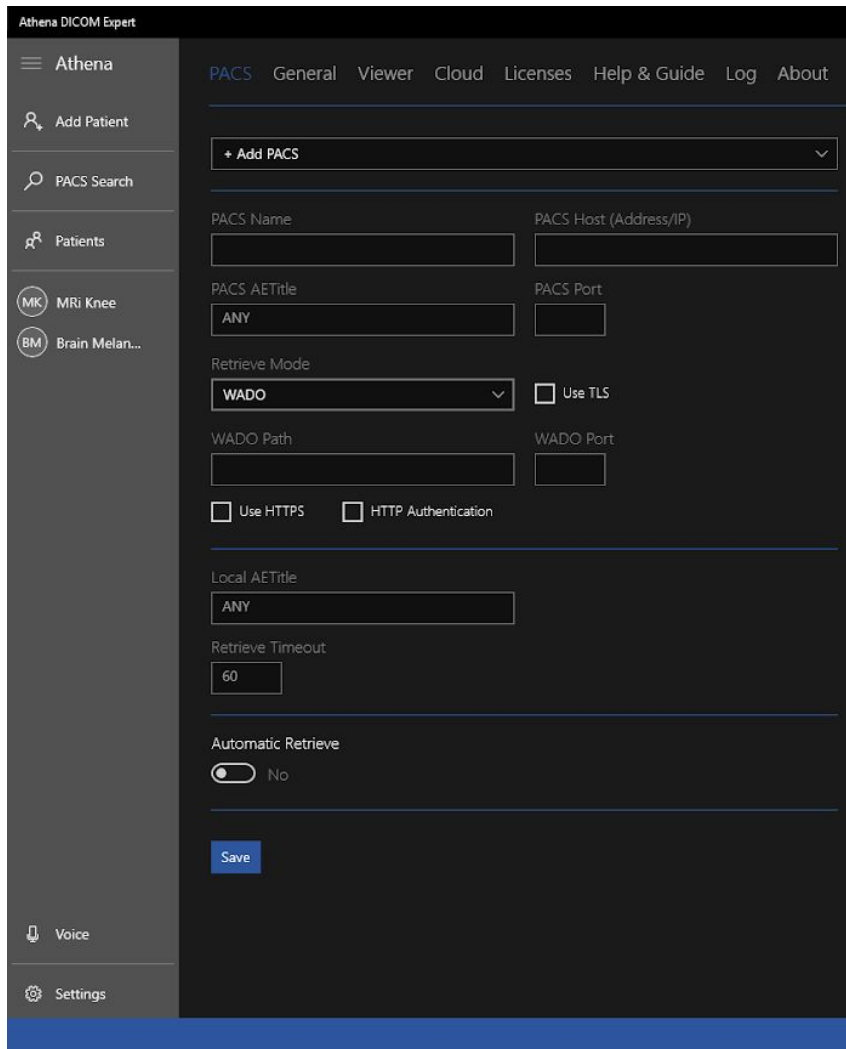 Athena DICOM Expert
Athena
Add Patient
PACS Search
Patients
MK MRi Knee
BM Brain Melan...
Voice
Settings
PACS General Viewer Cloud Licenses Help & Guide Log About
+ Add PACS
PACS Name PACS Host (Address/IP)
PACS AETitle PACS Port
ANY
Retrieve Mode
WADO Use TLS
WADO Path WADO Port
Use HTTPS HTTP Authentication
Local AETitle
ANY
Retrieve Timeout
60
Automatic Retrieve
No
Save